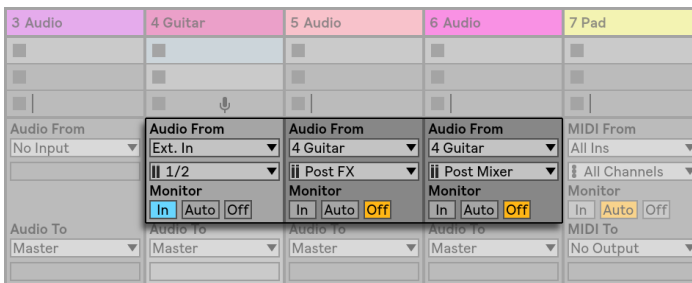 3 Audio
4 Guitar
5 Audio
6 Audio
7 Pad
Audio From
No Input
Audio To
Master
Audio From
Ext. In
1/2
Monitor
In Auto Off
Audio To
Master
Audio From
4 Guitar
Post FX
Monitor
In Auto Off
Audio To
Master
Audio From
4 Guitar
Post Mixer
Monitor
In Auto Off
Audio To
Master
MIDI From
All Ins
All Channels
Monitor
In Auto Off
MIDI To
No Output